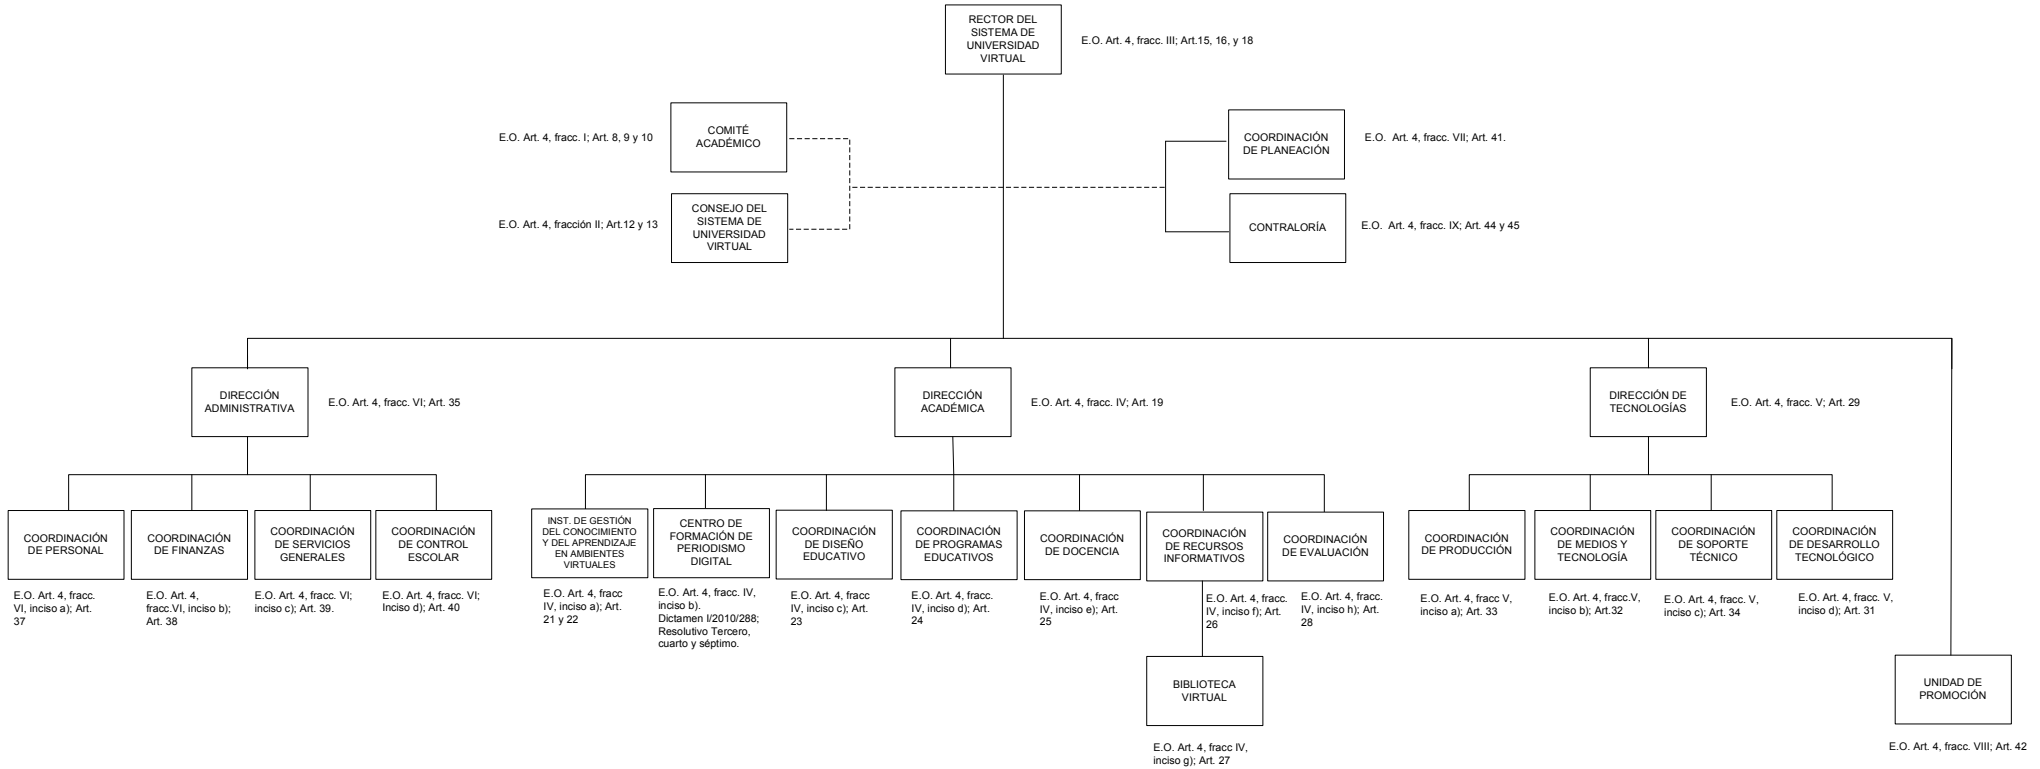 RECTOR DEL
SISTEMA DE
UNIVERSIDAD
VIRTUAL
E.O. Art. 4, fracc. III; Art.15, 16, y 18
E.O. Art. 4, fracc. I; Art. 8, 9 y 10
COMITÉ
ACADÉMICO
COORDINACIÓN
DE PLANEACIÓN
E.O. Art. 4, fracc. VII; Art. 41.
E.O. Art. 4, fracción II; Art.12 y 13
CONSEJO DEL
SISTEMA DE
UNIVERSIDAD
VIRTUAL
CONTRALORÍA
E.O. Art. 4, fracc. IX; Art. 44 y 45
DIRECCIÓN
ADMINISTRATIVA
E.O. Art. 4, fracc. VI; Art. 35
DIRECCIÓN
ACADÉMICA
E.O. Art. 4, fracc. IV; Art. 19
DIRECCIÓN DE
TECNOLOGÍAS
E.O. Art. 4, fracc. V; Art. 29
COORDINACIÓN
DE PERSONAL
COORDINACIÓN
DE FINANZAS
COORDINACIÓN
DE SERVICIOS
GENERALES
COORDINACIÓN
DE CONTROL
ESCOLAR
INST. DE GESTIÓN
DEL CONOCIMIENTO
Y DEL APRENDIZAJE
EN AMBIENTES
VIRTUALES
CENTRO DE
FORMACIÓN DE
PERIODISMO
DIGITAL
COORDINACIÓN
DE DISEÑO
EDUCATIVO
COORDINACIÓN
DE PROGRAMAS
EDUCATIVOS
COORDINACIÓN
DE DOCENCIA
COORDINACIÓN
DE RECURSOS
INFORMATIVOS
COORDINACIÓN
DE EVALUACIÓN
COORDINACIÓN
DE PRODUCCIÓN
COORDINACIÓN
DE MEDIOS Y
TECNOLOGÍA
COORDINACIÓN
DE SOPORTE
TÉCNICO
COORDINACIÓN
DE DESARROLLO
TECNOLÓGICO
E.O. Art. 4, fracc.
VI, inciso a); Art.
37
E.O. Art. 4,
fracc.VI, inciso b);
Art. 38
E.O. Art. 4, fracc. VI;
inciso c); Art. 39.
E.O. Art. 4, fracc. VI;
Inciso d); Art. 40
E.O. Art. 4, fracc
IV, inciso a); Art.
21 y 22
E.O. Art. 4, fracc. IV,
inciso b).
Dictamen I/2010/288;
Resolutivo Tercero,
cuarto y séptimo.
E.O. Art. 4, fracc
IV, inciso c); Art.
23
E.O. Art. 4, fracc.
IV, inciso d); Art.
24
E.O. Art. 4, fracc
IV, inciso e); Art.
25
E.O. Art. 4, fracc.
IV, inciso f); Art.
26
E.O. Art. 4, fracc.
IV, inciso h); Art.
28
E.O. Art. 4, fracc V,
inciso a); Art. 33
E.O. Art. 4, fracc.V,
inciso b); Art.32
E.O. Art. 4, fracc. V,
inciso c); Art. 34
E.O. Art. 4, fracc. V,
inciso d); Art. 31
BIBLIOTECA
VIRTUAL
E.O. Art. 4, fracc IV,
inciso g); Art. 27
UNIDAD DE
PROMOCIÓN
E.O. Art. 4, fracc. VIII; Art. 42